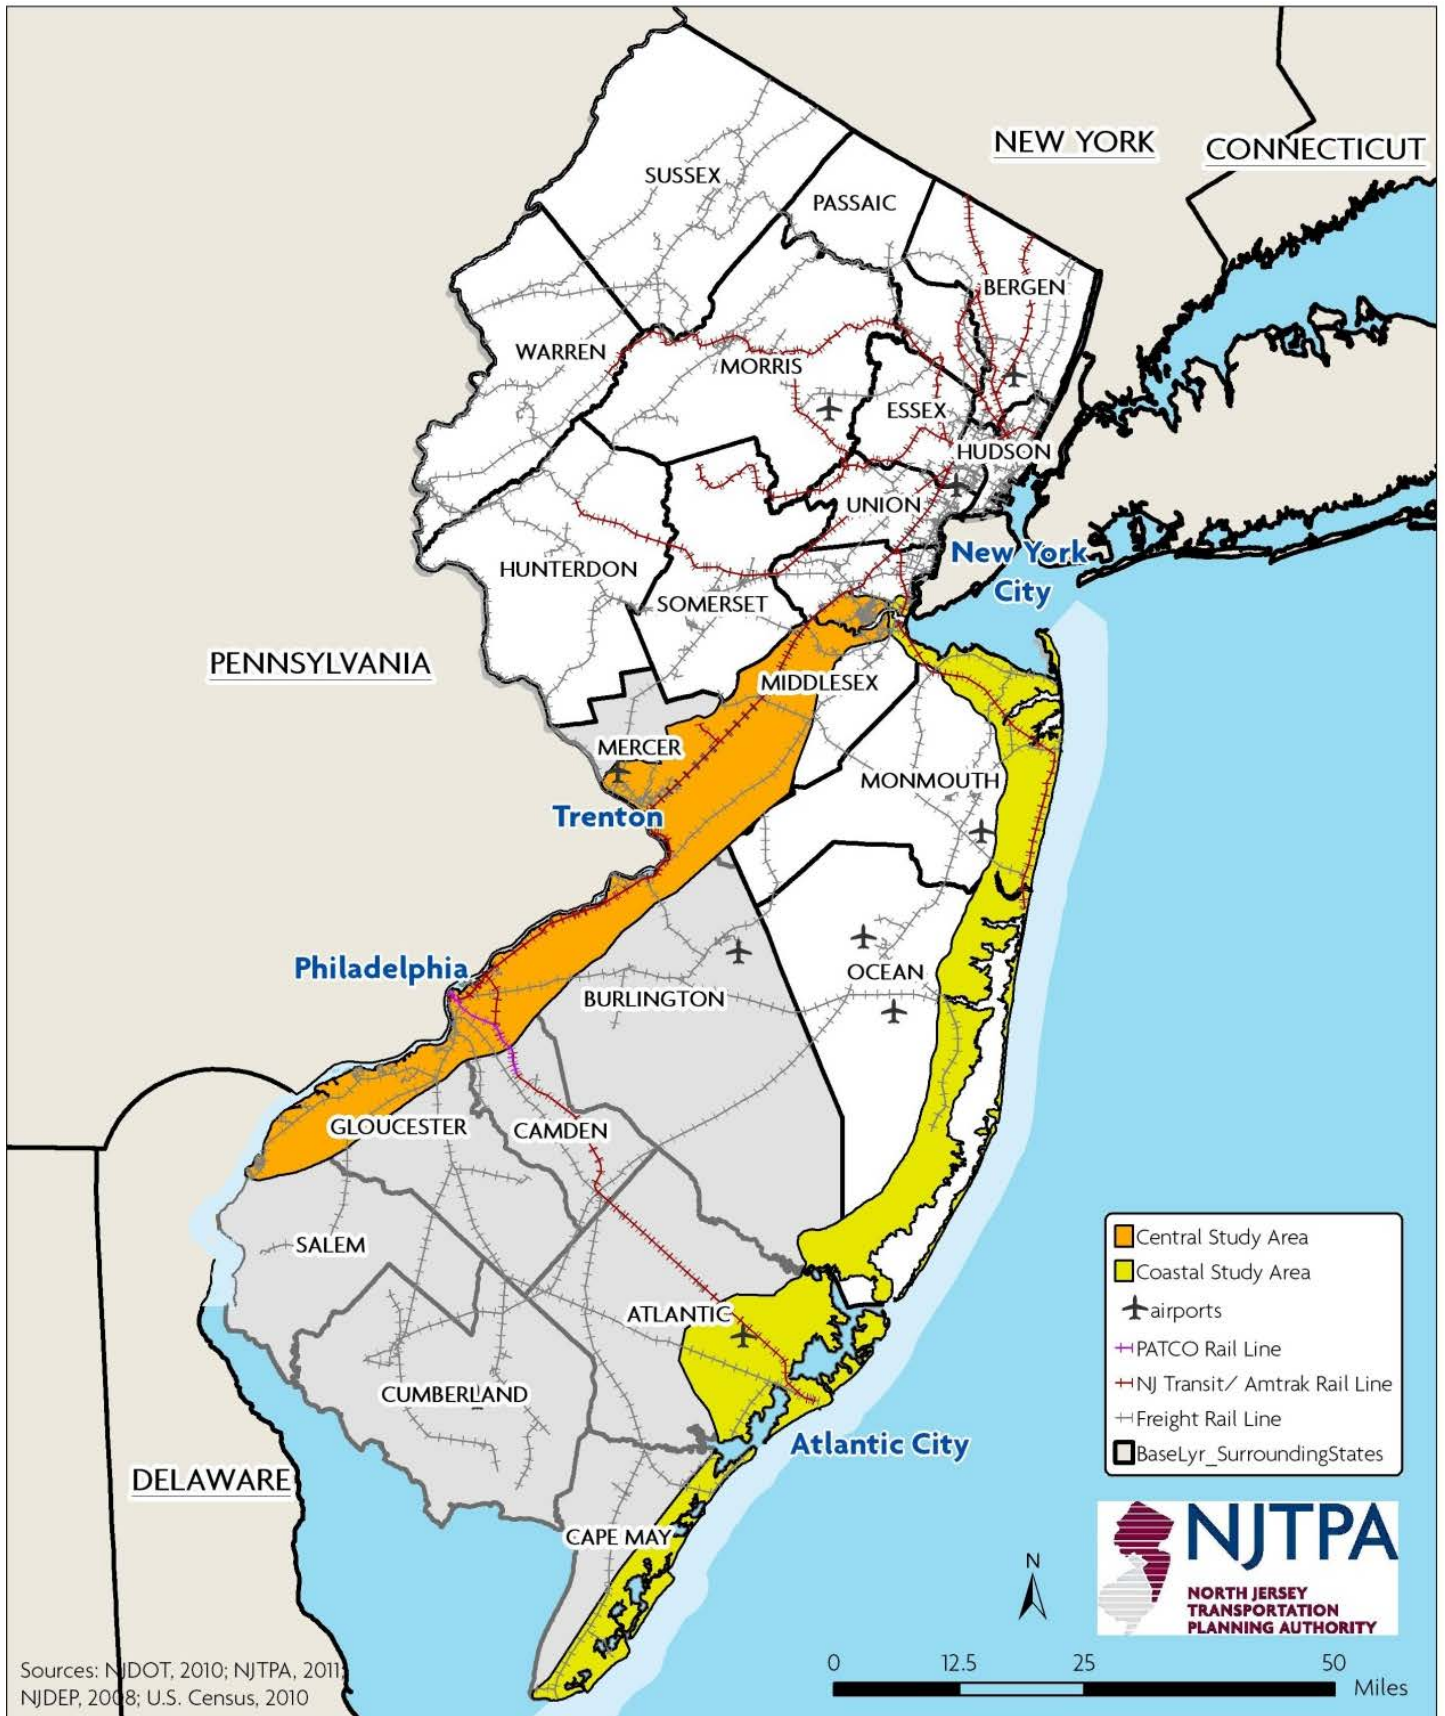 NEW YORK
CONNECTICUT
SUSSEX
PASSAIC
BERGEN
WARREN
MORRIS
ESSEX
HUDSON
UNION
New York
City
HUNTERDON
SOMERSET
PENNSYLVANIA
MIDDLESEX
MERCER
MONMOUTH
Trenton
Philadelphia
OCEAN
BURLINGTON
GLOUCESTER
CAMDEN
SALEM
ATLANTIC
CUMBERLAND
Atlantic City
DELAWARE
CAPE MAY
Central Study Area
Coastal Study Area
airports
PATCO Rail Line
NJ Transit/ Amtrak Rail Line
Freight Rail Line
BaseLyr_SurroundingStates
NJTPA
NORTH JERSEY
TRANSPORTATION
PLANNING AUTHORITY
N
0 12.5 25 50
Miles
Sources: NJDOT, 2010; NJTPA, 2011;
NJDEP, 2008; U.S. Census, 2010